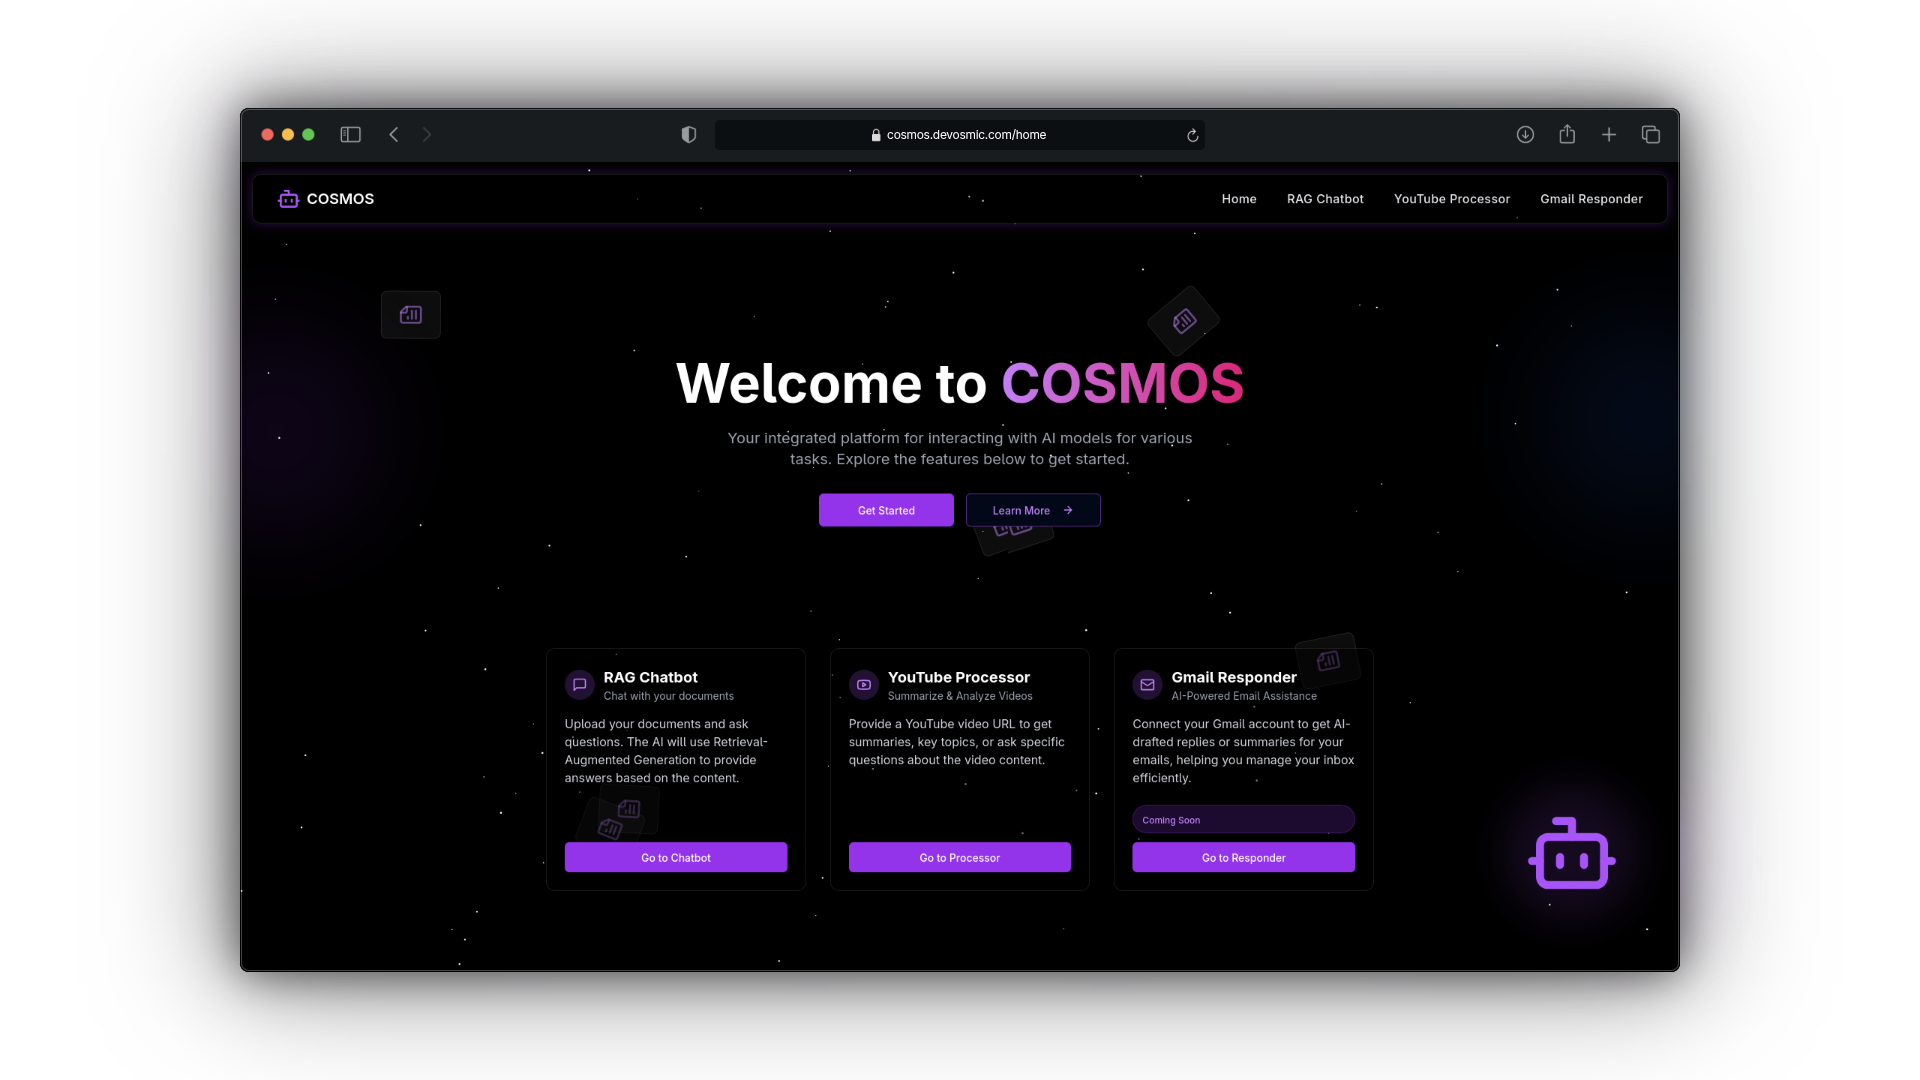 cosmos.devosmic.com/home
COSMOS
Home
RAG Chatbot
YouTube Processor
Gmail Responder
Welcome to COSMOS
Your integrated platform for interacting with AI models for various
tasks. Explore the features below to get started.
Get Started
Learn More
RAG Chatbot
Chat with your documents
Upload your documents and ask
questions. The AI will use Retrieval-
Augmented Generation to provide
answers based on the content.
Go to Chatbot
YouTube Processor
Summarize & Analyze Videos
Provide a YouTube video URL to get
summaries, key topics, or ask specific
questions about the video content.
Go to Processor
Gmail Responder
AI-Powered Email Assistance
Connect your Gmail account to get AI-
drafted replies or summaries for your
emails, helping you manage your inbox
efficiently.
Coming Soon
Go to Responder